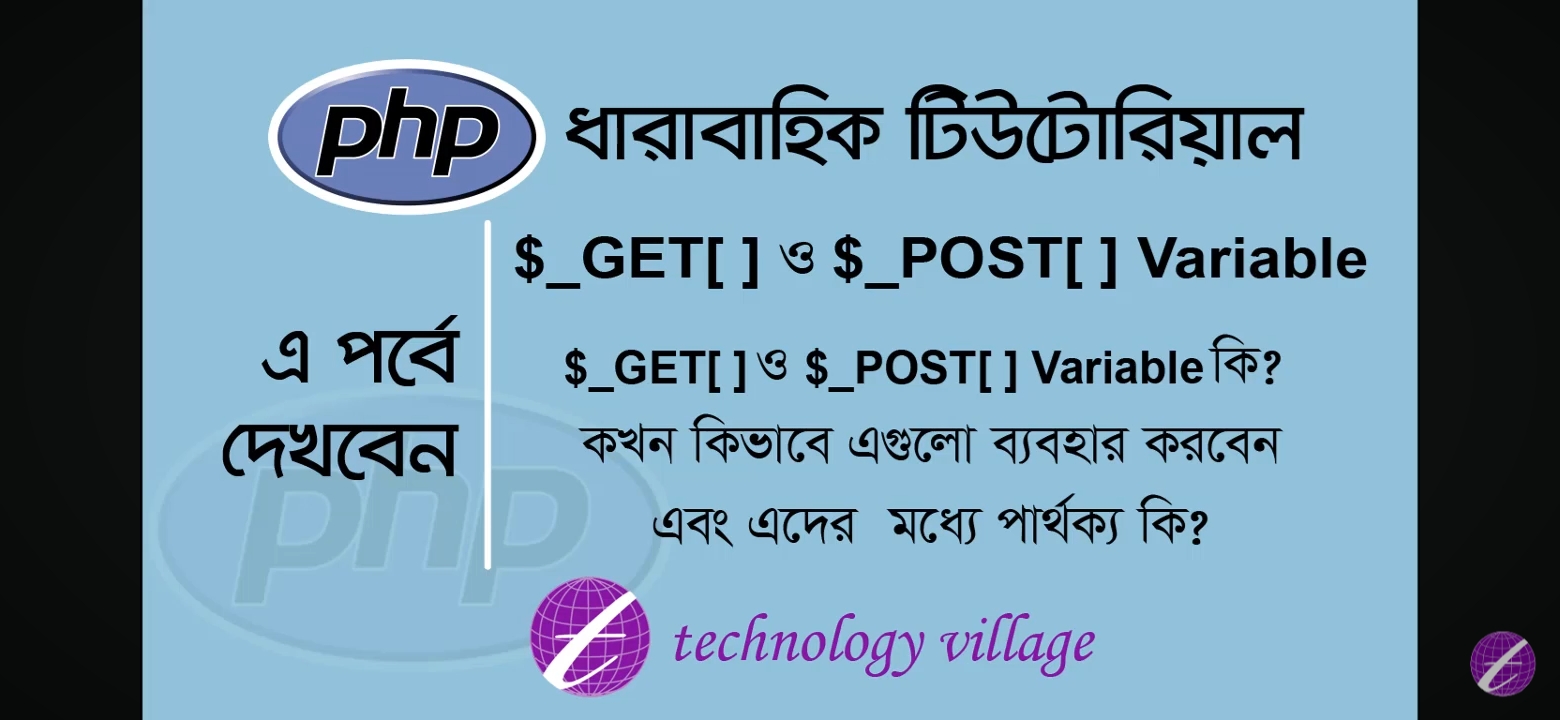 php ধারাবাহিক টিউটোরিয়াল
$_GET[ ] ও $_POST[ ] Variable
এ পর্বে
দেখবেন
$_GET[ ] ও $_POST[ ] Variable কি?
কখন কিভাবে এগুলো ব্যবহার করবেন
এবং এদের মধ্যে পার্থক্য কি?
php
t technology village
t